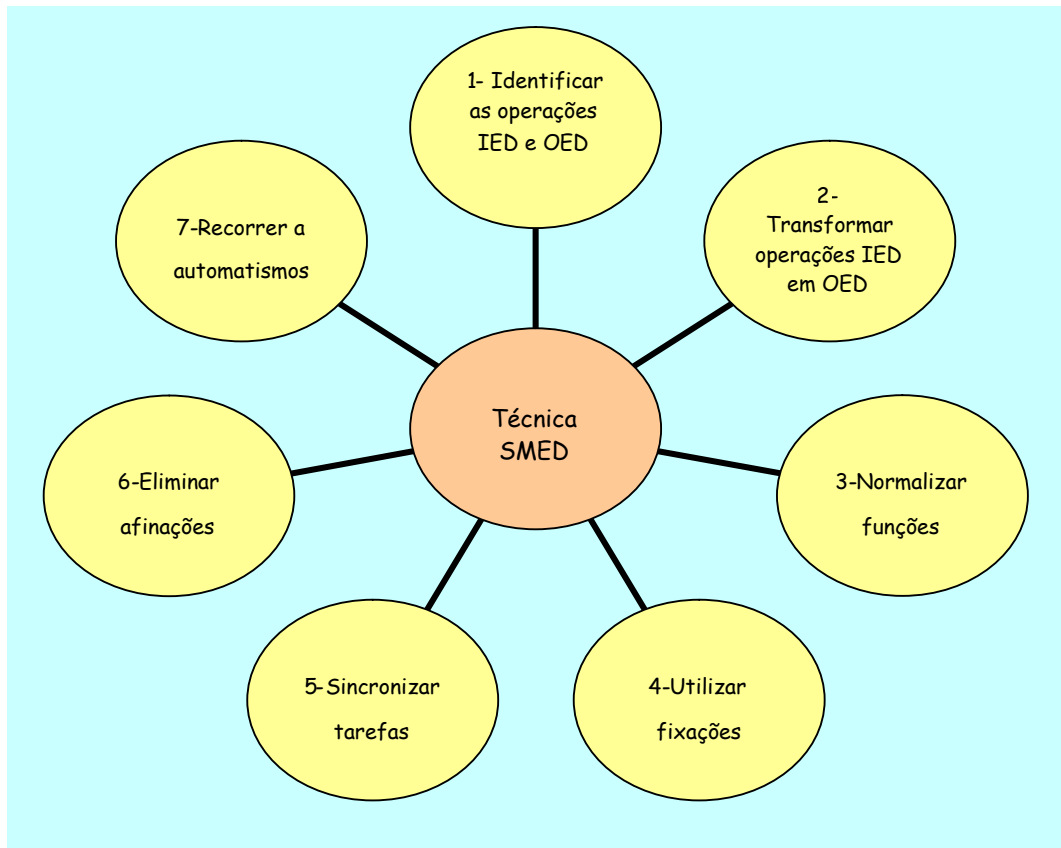 1- Identificar
as operações
IED e OED
2-
Transformar
operações IED
em OED
3-Normalizar
funções
4-Utilizar
fixações
5-Sincronizar
tarefas
6-Eliminar
afinações
7-Recorrer a
automatismos
Técnica
SMED